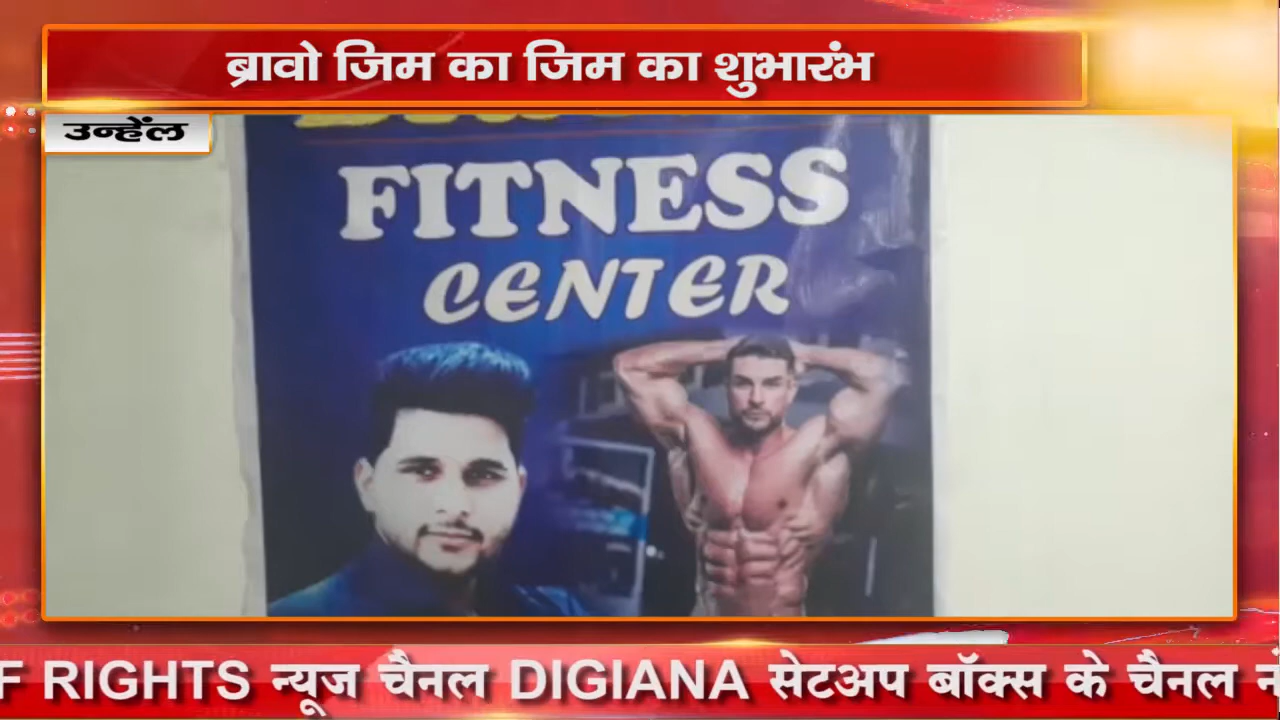 ब्रावो जिम का जिम का शुभारंभ
उन्हेंल
FITNESS
CENTER
F RIGHTS न्यूज चैनल DIGIANA सेटअप बॉक्स के चैनल